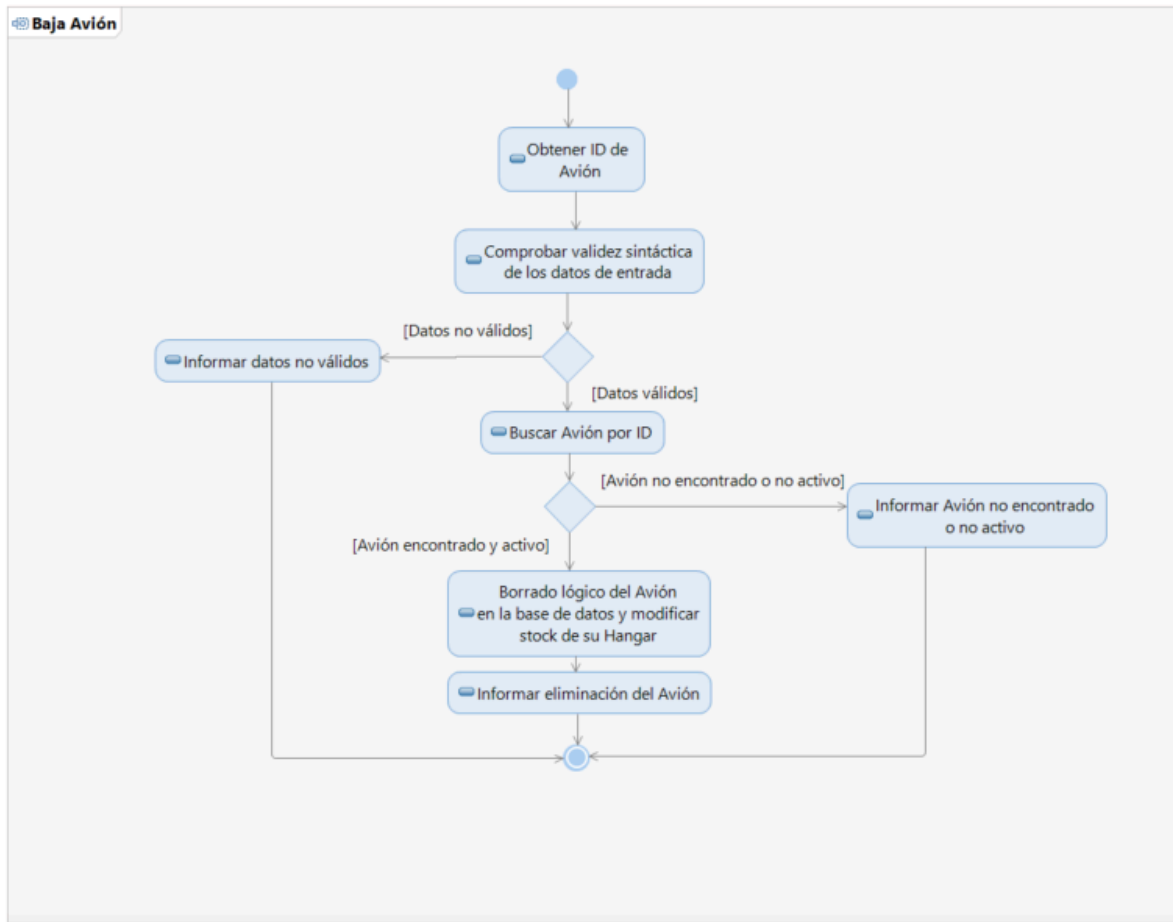 Baja Avión
Obtener ID de
Avión
Comprobar validez sintáctica
de los datos de entrada
[Datos no válidos]
Informar datos no válidos
[Datos válidos]
Buscar Avión por ID
[Avión no encontrado o no activo]
Informar Avión no encontrado
o no activo
[Avión encontrado y activo]
Borrado lógico del Avión
en la base de datos y modificar
stock de su Hangar
Informar eliminación del Avión